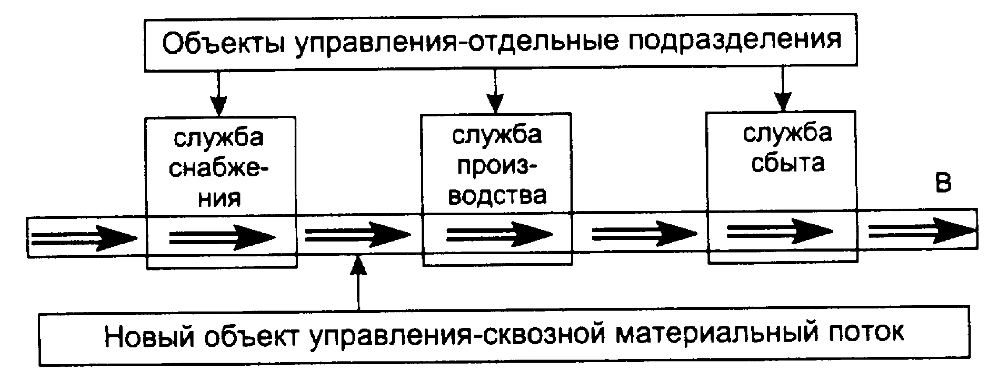 Объекты управления-отдельные подразделения
служба
снабже-
ния
служба
произ-
водства
служба
сбыта
В
Новый объект управления-сквозной материальный поток